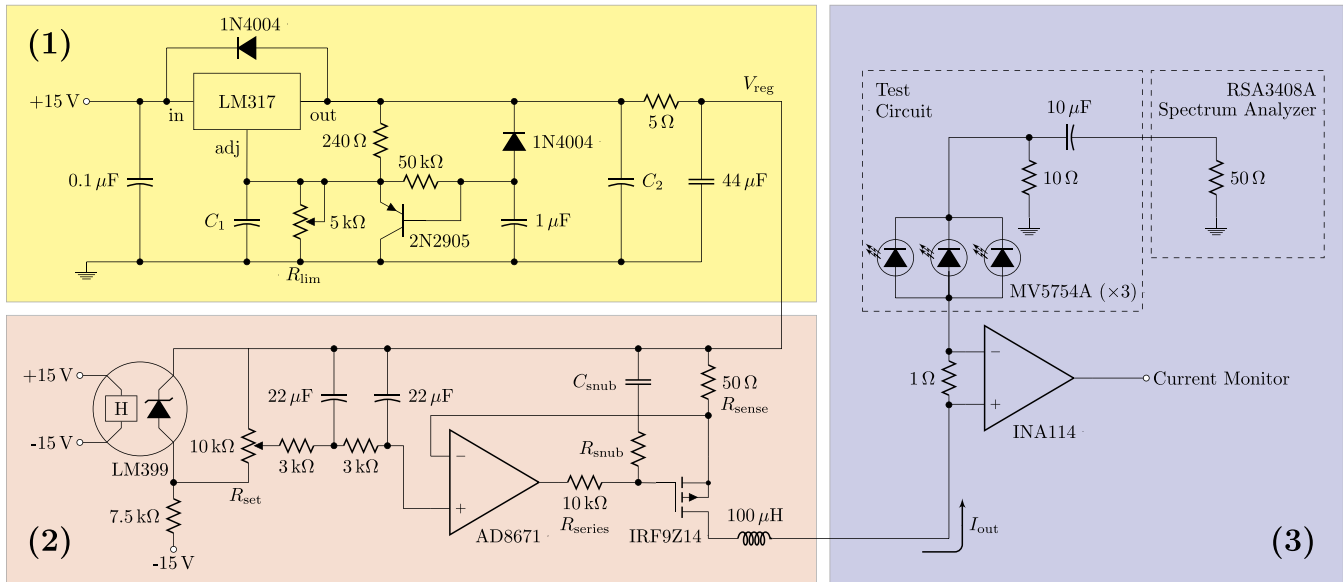 (1)
1N4004
+15 V
LM317
in
out
adj
V_reg
240 Ω
5 Ω
1N4004
50 kΩ
0.1 μF
C_1
5 kΩ
2N2905
1 μF
C_2
44 μF
R_lim
(2)
+15 V
-15 V
H
LM399
7.5 kΩ
-15 V
10 kΩ
R_set
22 μF
22 μF
3 kΩ
3 kΩ
−
+
AD8671
10 kΩ
R_series
C_snub
R_snub
50 Ω
R_sense
IRF9Z14
100 μH
(3)
Test
Circuit
10 μF
10 Ω
RSA3408A
Spectrum Analyzer
50 Ω
MV5754A (×3)
1 Ω
−
+
INA114
Current Monitor
I_out